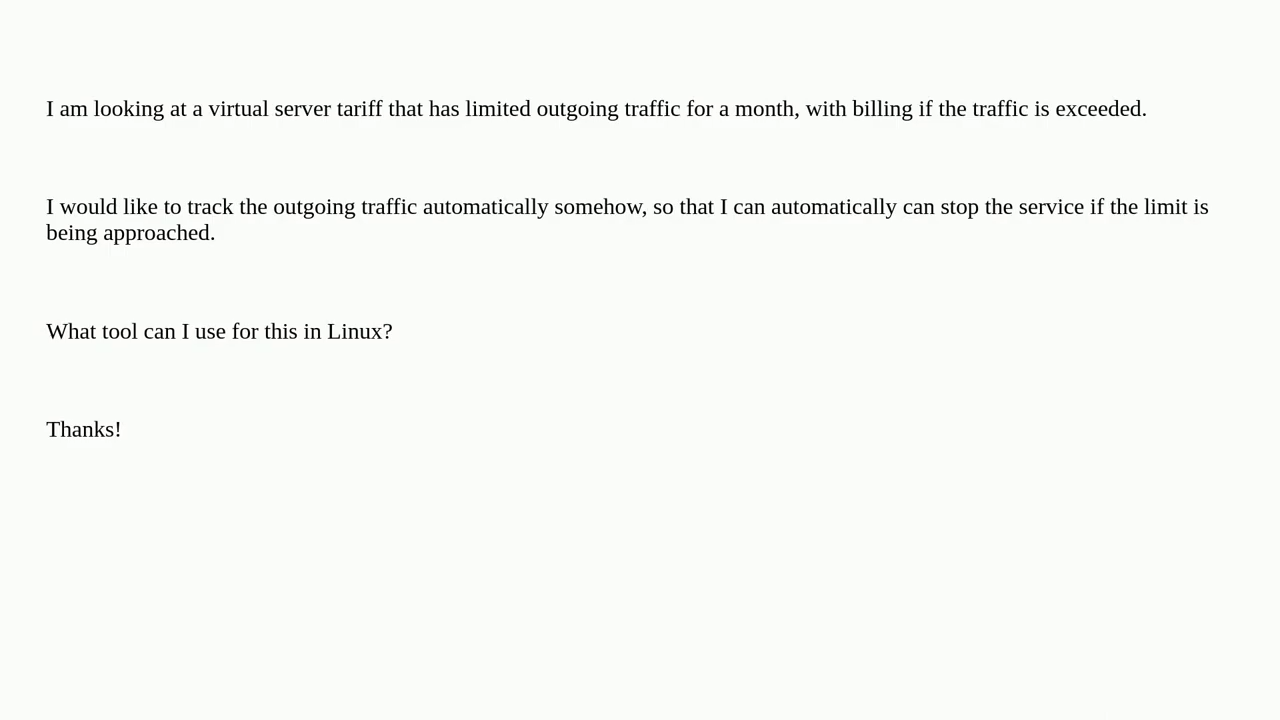 I am looking at a virtual server tariff that has limited outgoing traffic for a month, with billing if the traffic is exceeded.
I would like to track the outgoing traffic automatically somehow, so that I can automatically can stop the service if the limit is
being approached.
What tool can I use for this in Linux?
Thanks!